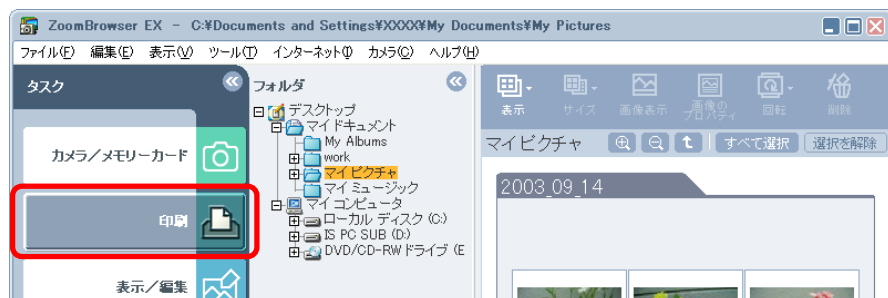 ZoomBrowser EX - C:¥Documents and Settings¥XXXX¥My Documents¥My Pictures
ファイル(F) 編集(E) 表示(V) ツール(T) インターネット(I) カメラ(C) ヘルプ(H)
タスク
カメラ/メモリーカード
印刷
表示/編集
フォルダ
デスクトップ
マイ ドキュメント
My Albums
work
マイ ピクチャ
マイ ミュージック
マイ コンピュータ
ローカル ディスク (C:)
IS PC SUB (D:)
DVD/CD-RW ドライブ (E
表示 サイズ 画像表示 画像のプロパティ 回転 削除
マイ ピクチャ すべて選択 選択を解除
2003_09_14